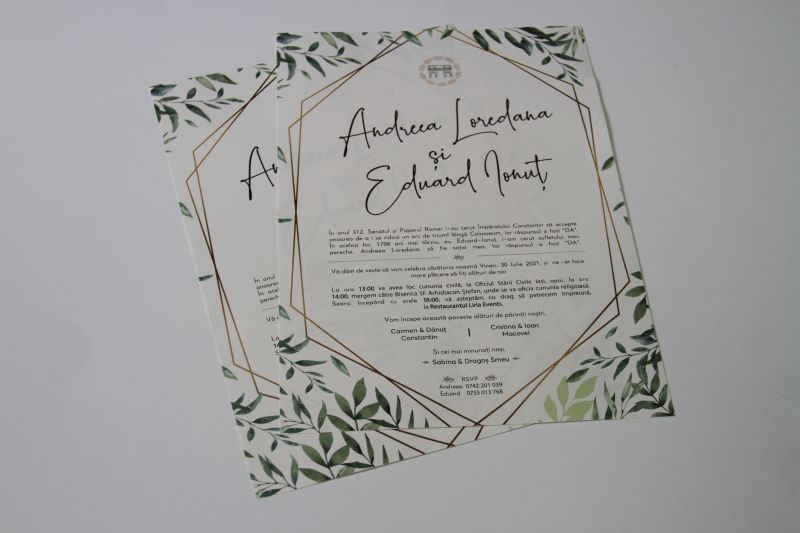 Andreea Loredana
și
Eduard Ionuț
În anul 312, Senatul și Poporul Romei i-au cerut Împăratului Constantin să accepte
onoarea de a i se ridica un arc de triumf lângă Colosseum, iar răspunsul a fost "DA".
În același loc, 1706 ani mai târziu, eu, Eduard-Ionuț, i-am cerut sufletului meu
pereche, Andreea Loredana, să fie soția mea, iar răspunsul a fost "DA".
Vă dăm de veste că vom celebra căsătoria noastră Vineri, 30 Iulie 2021, și ne-ar face
mare plăcere să fiți alături de noi.
La ora 13:00 va avea loc cununia civilă, la Oficiul Stării Civile Iași, apoi, la ora
14:00, mergem către Biserica Sf. Arhidiacon Ștefan, unde se va oficia cununia religioasă.
Seara, începând cu orele 18:00, vă așteptăm cu drag să petrecem împreună,
la Restaurantul Liria Events.
Vom începe această poveste alături de părinții noștri,
Carmen & Dănuț Constantin | Cristina & Ioan Macovei
Și cei mai minunați nași,
Sabina & Dragoș Smeu
RSVP
Andreea 0742 201 039
Eduard 0755 013 768
A
În anul
onoarea
În același
pereche